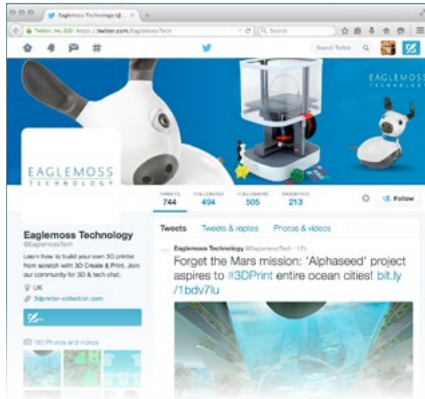 Eaglemoss Technology (@...
Twitter, Inc. (US) https://twitter.com/EaglemossTech
Search
Search Twitter
EAGLEMOSS
TECHNOLOGY
EAGLEMOSS
TECHNOLOGY
TWEETS FOLLOWING FOLLOWERS FAVORITES
744 494 505 213
Follow
Eaglemoss Technology
@EaglemossTech
Learn how to build your own 3D printer
from scratch with 3D Create & Print. Join
our community for 3D & tech chat.
UK
3dprinter-collection.com
180 Photos and videos
Tweets Tweets & replies Photos & videos
Eaglemoss Technology @EaglemossTech · 17h
Forget the Mars mission: 'Alphaseed' project
aspires to #3DPrint entire ocean cities! bit.ly
/1bdv7lu